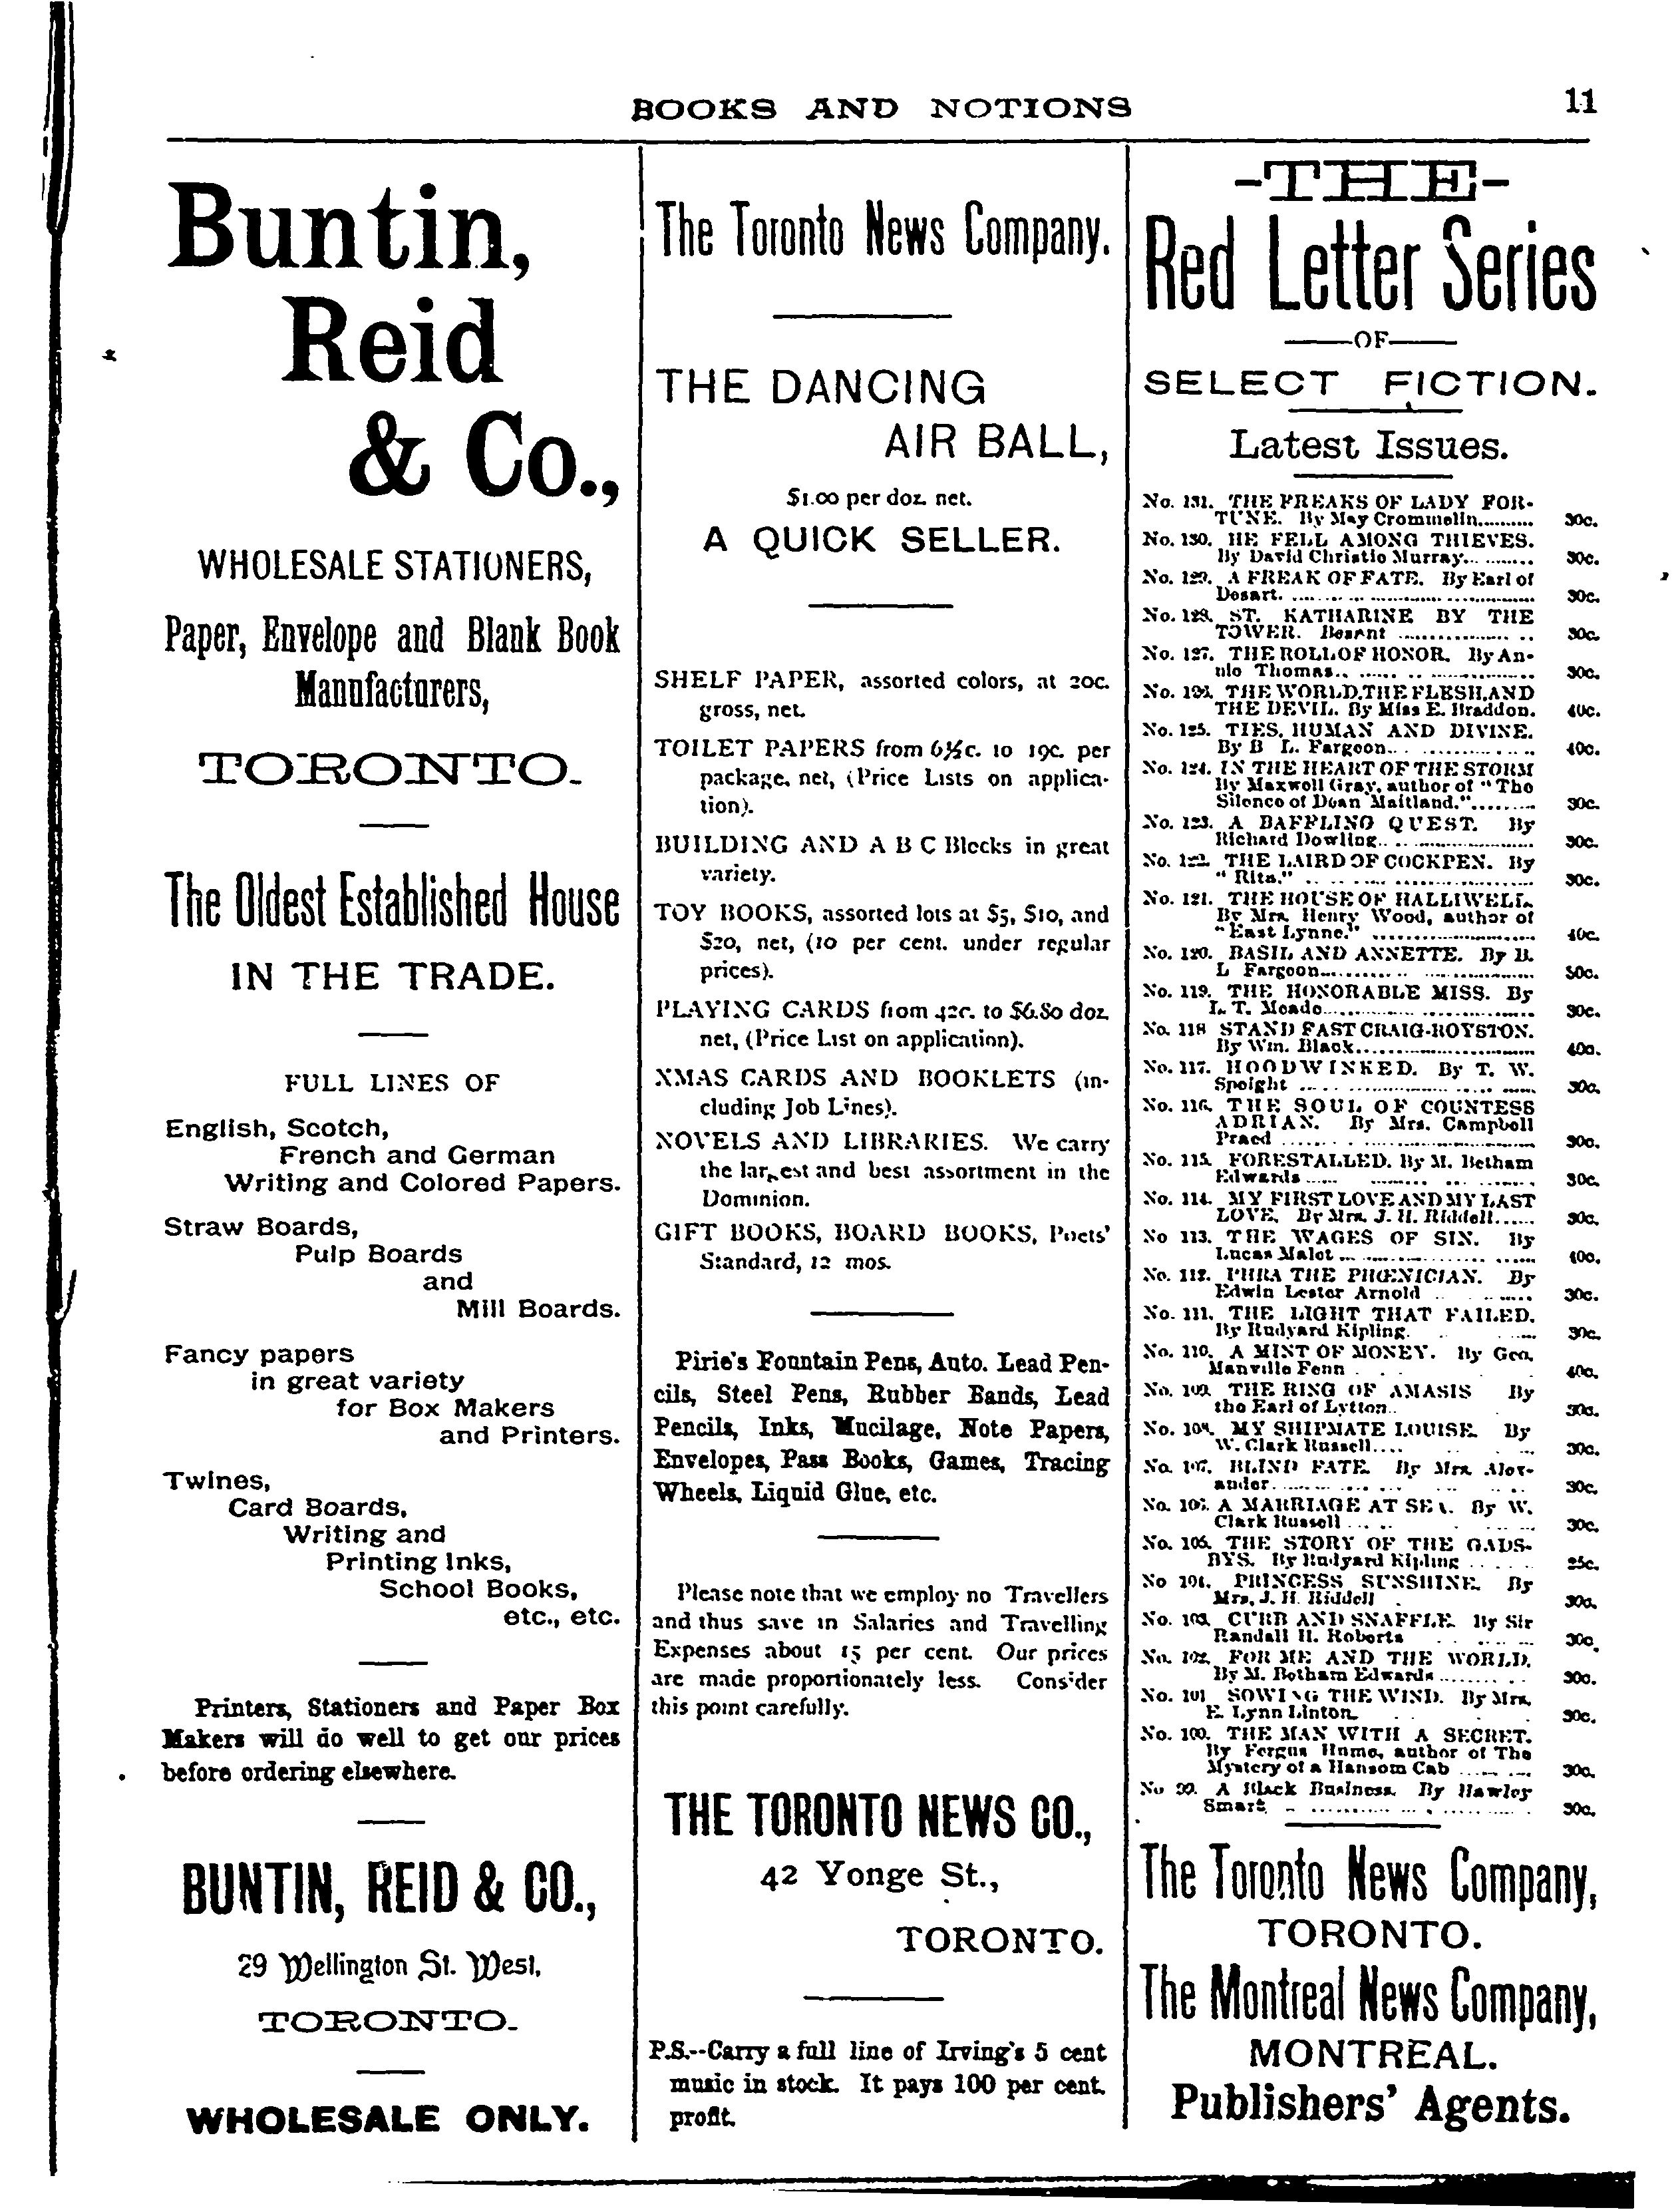 BOOKS AND NOTIONS
11
Buntin,
Reid
& Co.,
WHOLESALE STATIONERS,
Paper, Envelope and Blank Book
Manufacturers,
TORONTO.
The Oldest Established House
IN THE TRADE.
FULL LINES OF
English, Scotch,
French and German
Writing and Colored Papers.
Straw Boards,
Pulp Boards
and
Mill Boards.
Fancy papers
in great variety
for Box Makers
and Printers.
Twines,
Card Boards,
Writing and
Printing Inks,
School Books,
etc., etc.
Printers, Stationers and Paper Box
Makers will do well to get our prices
before ordering elsewhere.
BUNTIN, REID & CO.,
29 Wellington St. West,
TORONTO.
WHOLESALE ONLY.
The Toronto News Company.
THE DANCING
AIR BALL,
$1.00 per doz. net.
A QUICK SELLER.
SHELF PAPER, assorted colors, at 20c.
gross, net.
TOILET PAPERS from 6½c. to 19c. per
package, net, (Price Lists on applica-
tion).
BUILDING AND A B C Blocks in great
variety.
TOY BOOKS, assorted lots at $5, $10, and
$20, net, (10 per cent. under regular
prices).
PLAYING CARDS from 42c. to $6.80 doz.
net, (Price List on application).
XMAS CARDS AND BOOKLETS (in-
cluding Job Lines).
NOVELS AND LIBRARIES. We carry
the largest and best assortment in the
Dominion.
GIFT BOOKS, BOARD BOOKS, Poets'
Standard, 12 mos.
Pirie's Fountain Pens, Auto. Lead Pen-
cils, Steel Pens, Rubber Bands, Lead
Pencils, Inks, Mucilage, Note Papers,
Envelopes, Pass Books, Games, Tracing
Wheels, Liquid Glue, etc.
Please note that we employ no Travellers
and thus save in Salaries and Travelling
Expenses about 15 per cent. Our prices
are made proportionately less. Consider
this point carefully.
THE TORONTO NEWS CO.,
42 Yonge St.,
TORONTO.
P.S.--Carry a full line of Irving's 5 cent
music in stock. It pays 100 per cent.
profit.
-THE-
Red Letter Series
OF
SELECT FICTION.
Latest Issues.
No. 131. THE FREAKS OF LADY FOR-
TUNE. By May Crommelin.......... 30c.
No. 130. HE FELL AMONG THIEVES.
By David Christie Murray.......... 30c.
No. 129. A FREAK OF FATE. By Earl of
Desart. .......... 30c.
No. 128. ST. KATHARINE BY THE
TOWER. Besant .......... 30c.
No. 127. THE ROLL OF HONOR. By An-
nie Thomas.......... 30c.
No. 126. THE WORLD, THE FLESH, AND
THE DEVIL. By Miss E. Braddon. 40c.
No. 125. TIES, HUMAN AND DIVINE.
By B L. Fargeon.......... 40c.
No. 124. IN THE HEART OF THE STORM
By Maxwell Gray, author of "The
Silence of Dean Maitland.".......... 30c.
No. 123. A BAFFLING QUEST. By
Richard Dowling.......... 30c.
No. 122. THE LAIRD OF COCKPEN. By
"Rita." .......... 30c.
No. 121. THE HOUSE OF HALLIWELL.
By Mrs. Henry Wood, author of
"East Lynne." .......... 40c.
No. 120. BASIL AND ANNETTE. By B.
L Fargeon.......... 50c.
No. 119. THE HONORABLE MISS. By
L. T. Meade.......... 30c.
No. 118 STAND FAST CRAIG-ROYSTON.
By Wm. Black.......... 40c.
No. 117. HOODWINKED. By T. W.
Speight .......... 30c.
No. 116. THE SOUL OF COUNTESS
ADRIAN. By Mrs. Campbell
Praed .......... 30c.
No. 115. FORESTALLED. By M. Betham
Edwards .......... 30c.
No. 114. MY FIRST LOVE AND MY LAST
LOVE. By Mrs. J. H. Riddell...... 30c.
No 113. THE WAGES OF SIN. By
Lucas Malet .......... 40c.
No. 112. PHRA THE PHŒNICIAN. By
Edwin Lester Arnold .......... 30c.
No. 111. THE LIGHT THAT FAILED.
By Rudyard Kipling. .... 30c.
No. 110. A MINT OF MONEY. By Geo.
Manville Fenn .... 40c.
No. 109. THE RING OF AMASIS By
the Earl of Lytton.. 30c.
No. 108. MY SHIPMATE LOUISE. By
W. Clark Russell.... 30c.
No. 107. BLIND FATE. By Mrs. Alex-
ander.......... 30c.
No. 106. A MARRIAGE AT SEA. By W.
Clark Russell ..... 30c.
No. 105. THE STORY OF THE GADS-
BYS. By Rudyard Kipling ..... 25c.
No 104. PRINCESS SUNSHINE. By
Mrs. J. H. Riddell . 30c.
No. 103. CURB AND SNAFFLE. By Sir
Randall H. Roberts ..... 30c.
No. 102. FOR ME AND THE WORLD.
By M. Betham Edwards.......... 30c.
No. 101 SOWING THE WIND. By Mrs.
E. Lynn Linton. .... 30c.
No. 100. THE MAN WITH A SECRET.
By Fergus Hume, author of The
Mystery of a Hansom Cab ..... 30c.
No 99. A Black Business. By Hawley
Smart .......... 30c.
The Toronto News Company,
TORONTO.
The Montreal News Company,
MONTREAL.
Publishers' Agents.